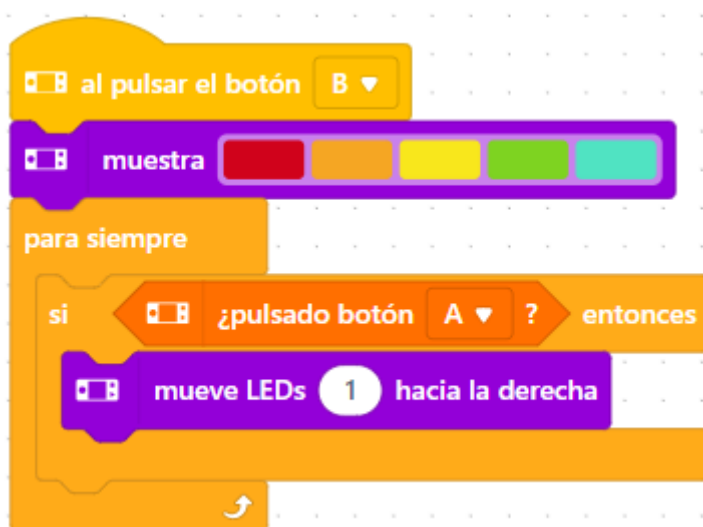 al pulsar el botón B
muestra
para siempre
si ¿pulsado botón A ? entonces
mueve LEDs 1 hacia la derecha